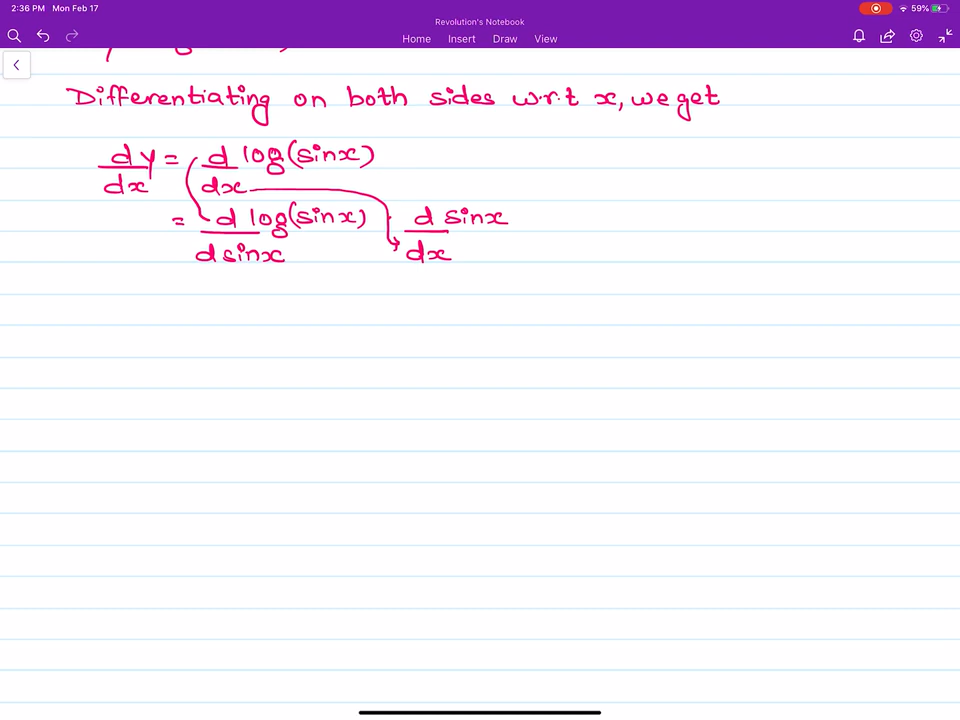 2:36 PM Mon Feb 17
59%
Revolution's Notebook
Home Insert Draw View
Differentiating on both sides w.r.t x, we get
dy/dx = d/dx log(sinx)
= d/dsinx log(sinx) · d/dx sinx